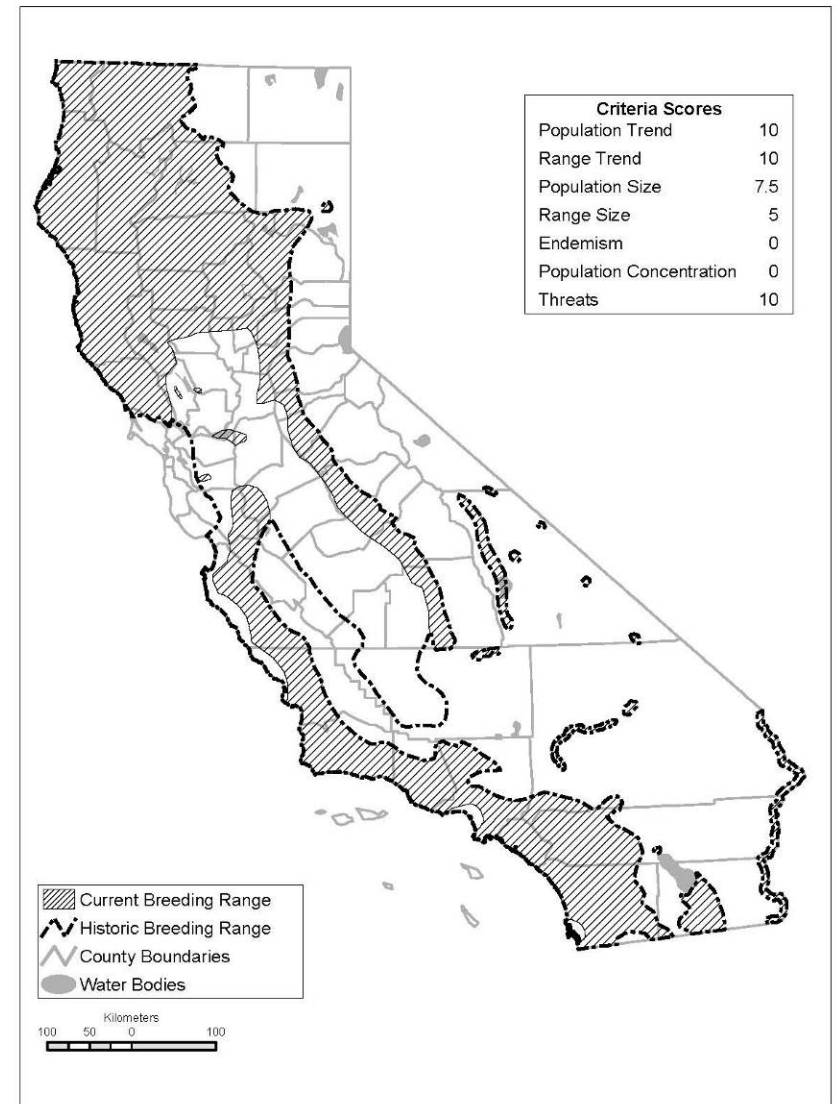 Criteria Scores
Population Trend 10
Range Trend 10
Population Size 7.5
Range Size 5
Endemism 0
Population Concentration 0
Threats 10
Current Breeding Range
Historic Breeding Range
County Boundaries
Water Bodies
Kilometers
100 50 0 100